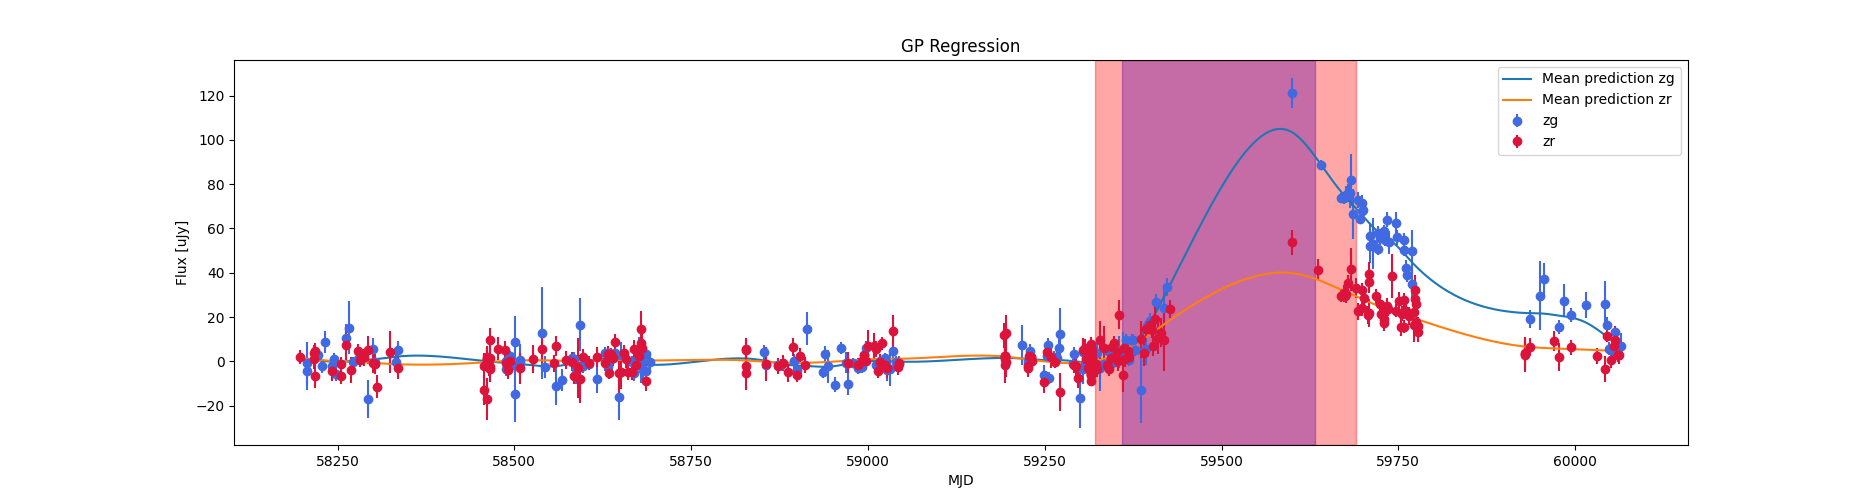 GP Regression
Mean prediction zg
Mean prediction zr
zg
zr
120
100
80
60
40
20
0
−20
Flux [uJy]
58250
58500
58750
59000
59250
59500
59750
60000
MJD